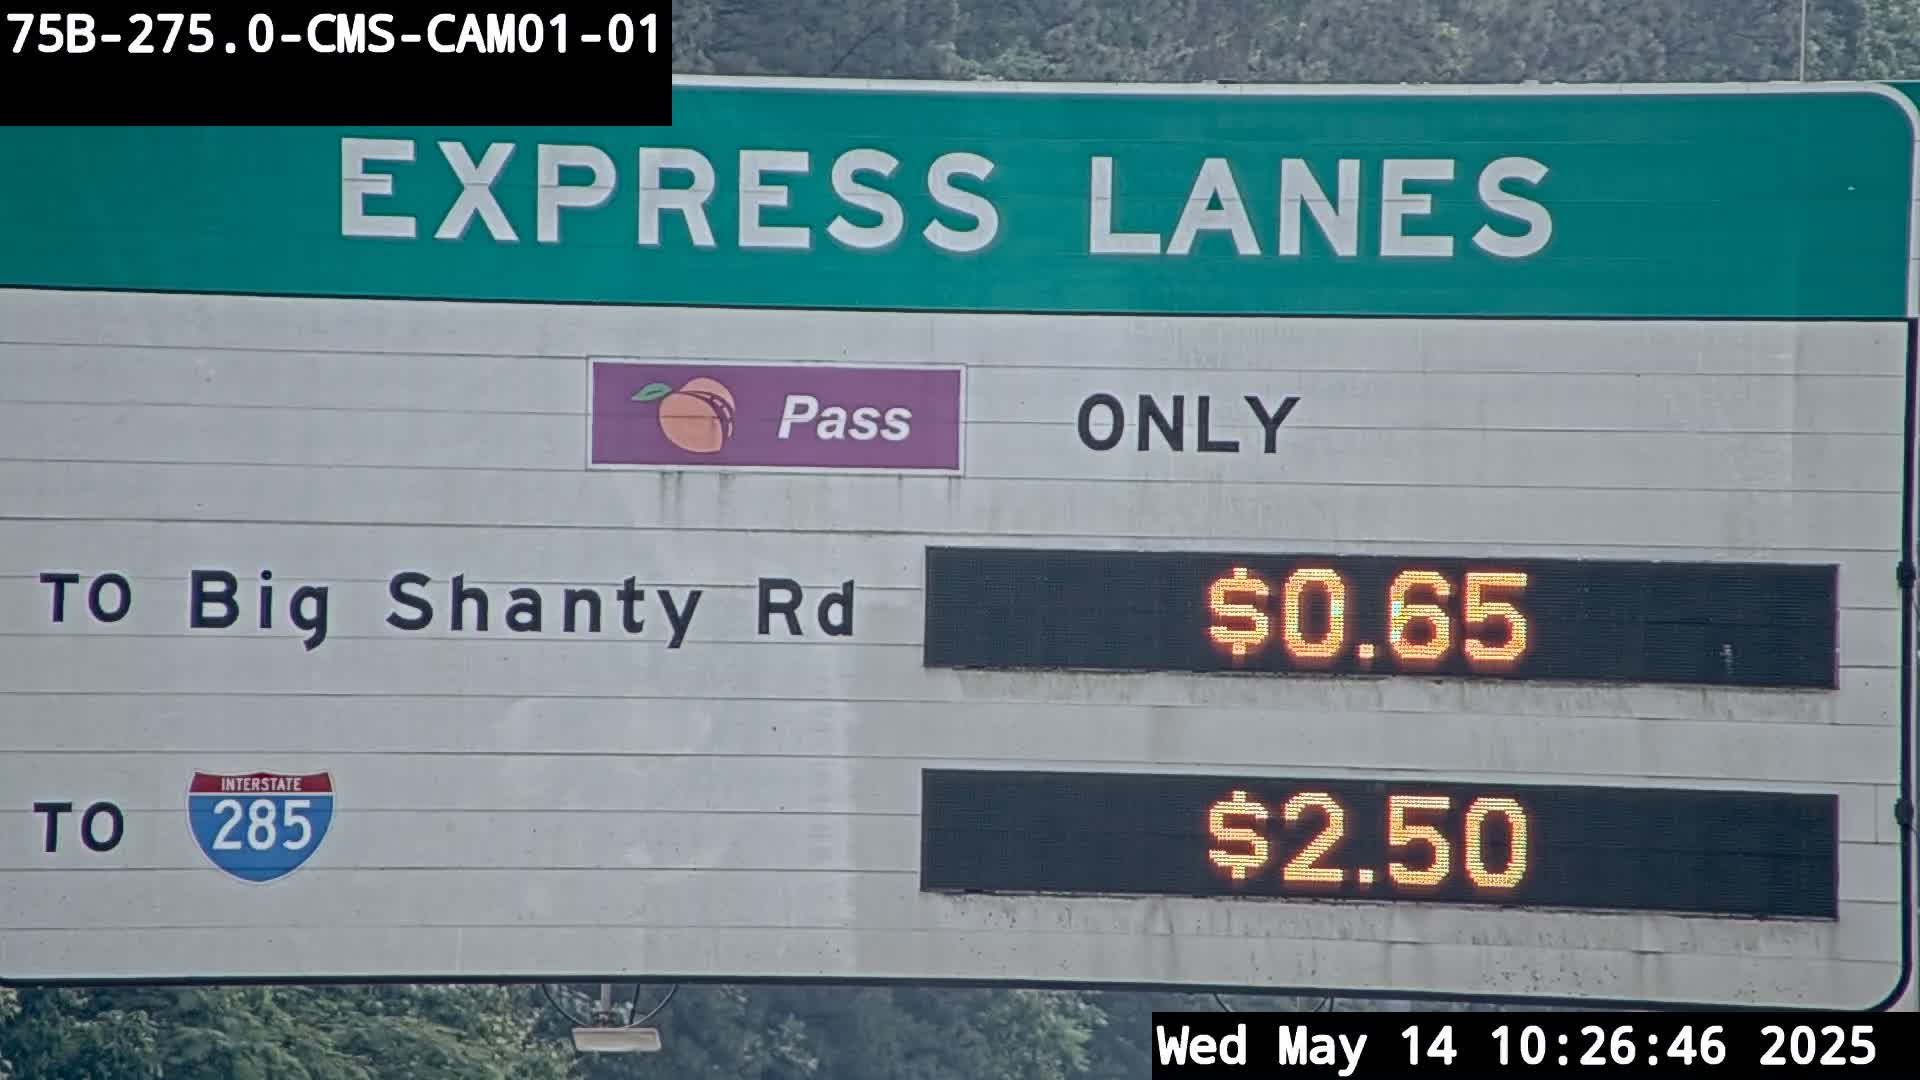 75B-275.0-CMS-CAM01-01
EXPRESS LANES
Pass ONLY
TO Big Shanty Rd $0.65
INTERSTATE
TO 285 $2.50
Wed May 14 10:26:46 2025